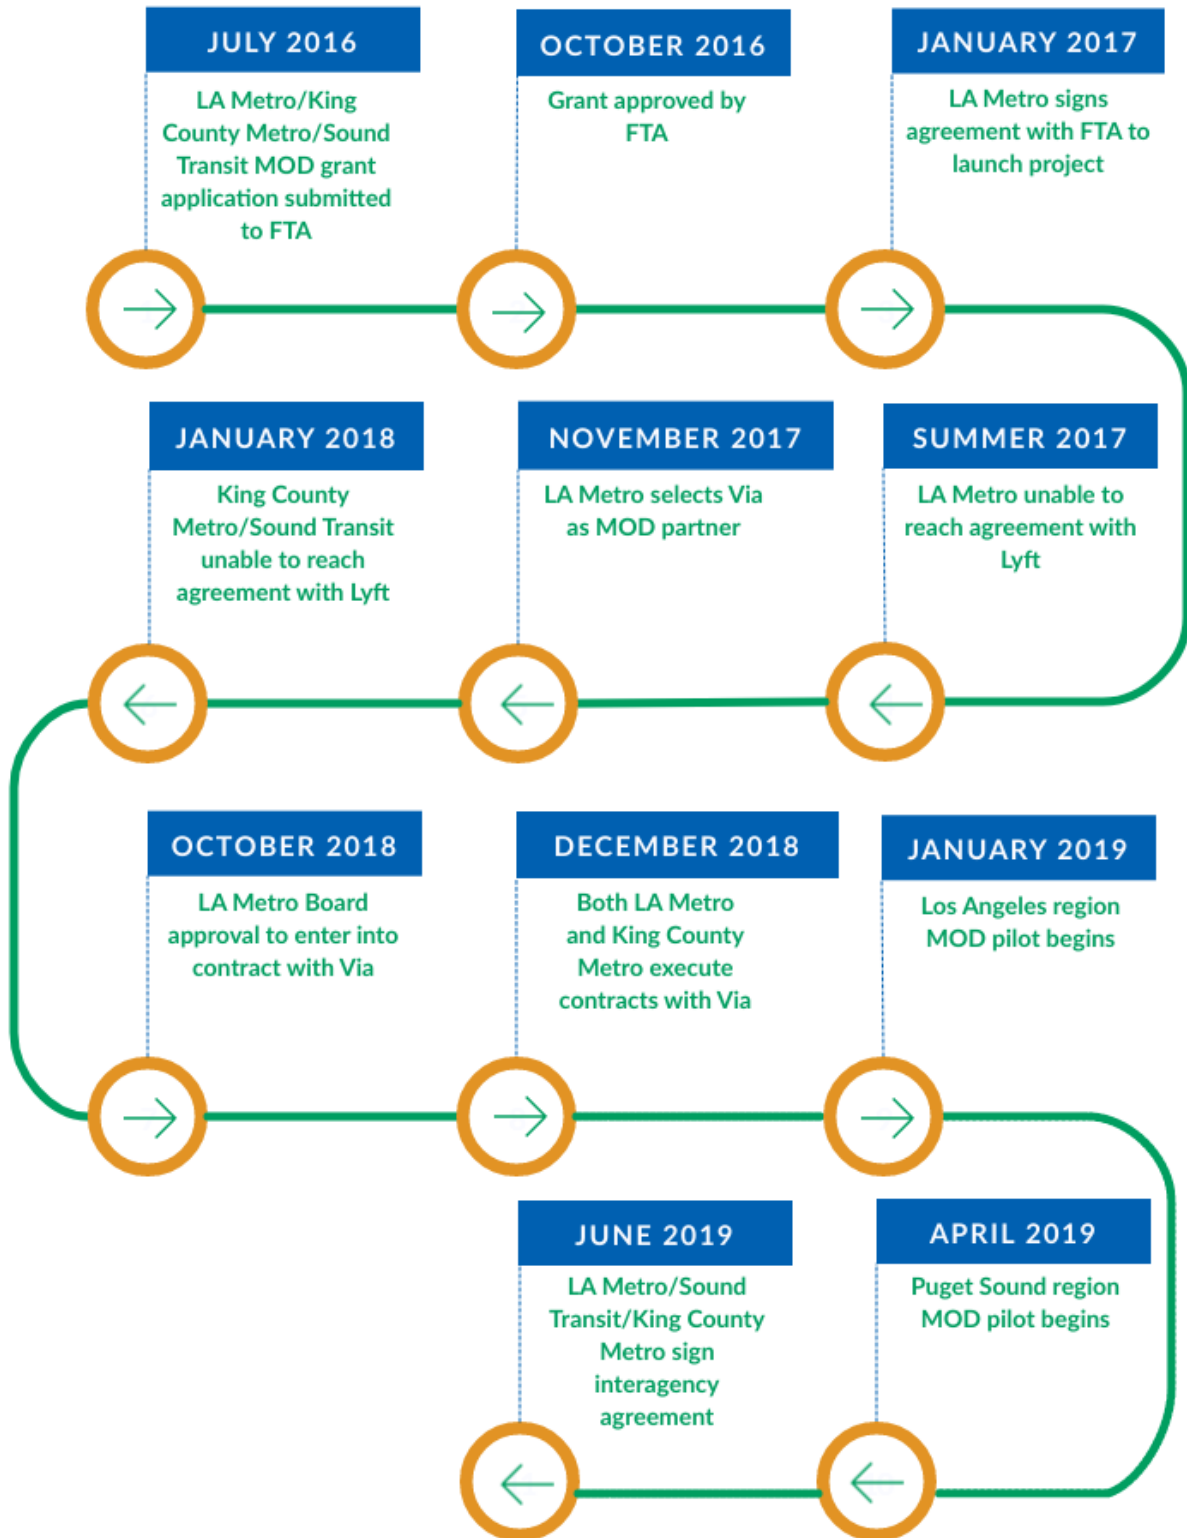 JULY 2016
LA Metro/King
County Metro/Sound
Transit MOD grant
application submitted
to FTA
OCTOBER 2016
Grant approved by
FTA
JANUARY 2017
LA Metro signs
agreement with FTA to
launch project
SUMMER 2017
LA Metro unable to
reach agreement with
Lyft
NOVEMBER 2017
LA Metro selects Via
as MOD partner
JANUARY 2018
King County
Metro/Sound Transit
unable to reach
agreement with Lyft
OCTOBER 2018
LA Metro Board
approval to enter into
contract with Via
DECEMBER 2018
Both LA Metro
and King County
Metro execute
contracts with Via
JANUARY 2019
Los Angeles region
MOD pilot begins
APRIL 2019
Puget Sound region
MOD pilot begins
JUNE 2019
LA Metro/Sound
Transit/King County
Metro sign
interagency
agreement